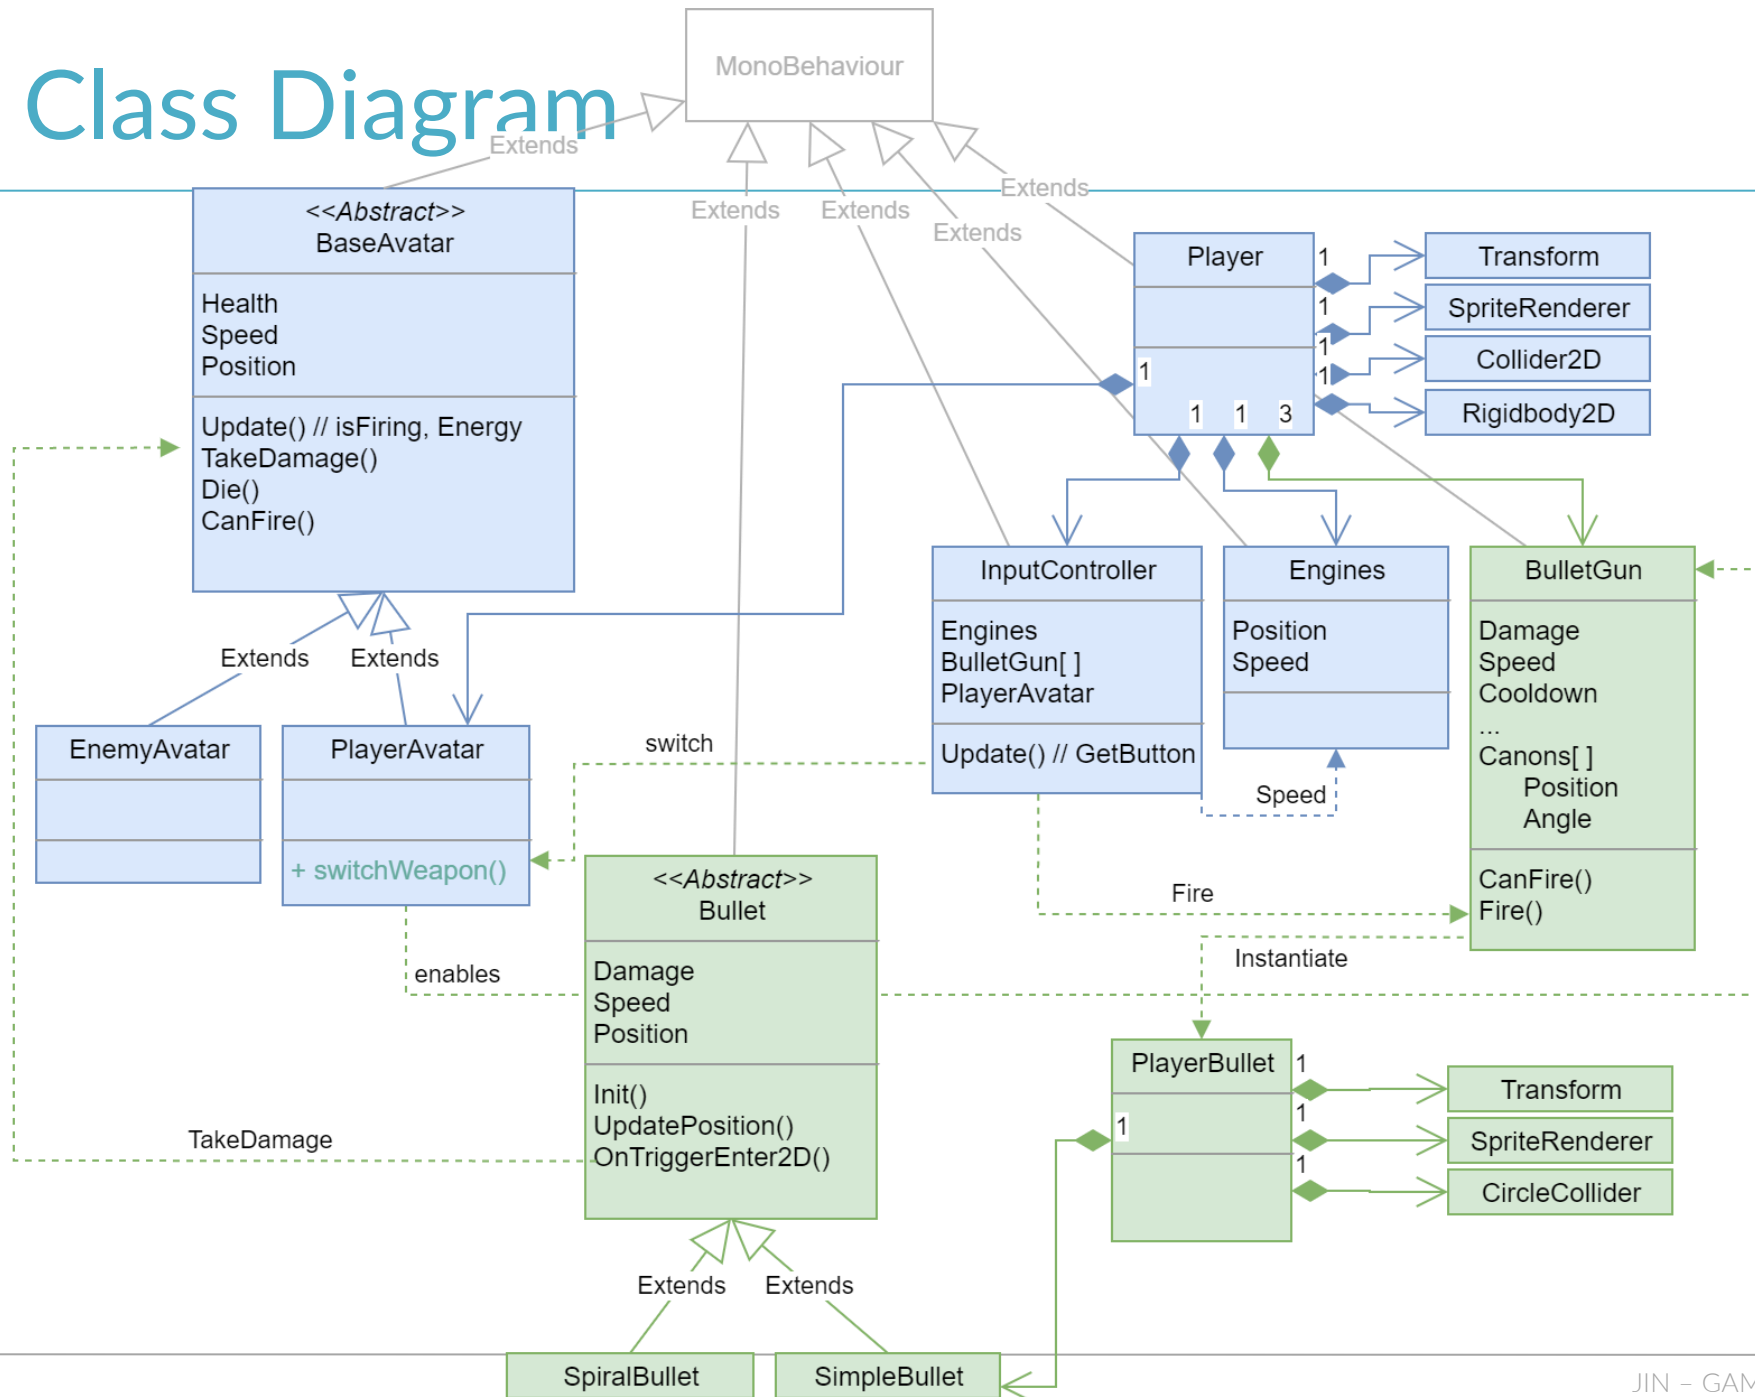 Class Diagram
MonoBehaviour
Extends
Extends
Extends
Extends
Extends
<<Abstract>>
BaseAvatar
Health
Speed
Position
Update() // isFiring, Energy
TakeDamage()
Die()
CanFire()
Player
1
1
1
1
1
1
1
3
Transform
SpriteRenderer
Collider2D
Rigidbody2D
Extends
Extends
EnemyAvatar
PlayerAvatar
+ switchWeapon()
switch
enables
InputController
Engines
BulletGun[ ]
PlayerAvatar
Update() // GetButton
Engines
Position
Speed
Speed
BulletGun
Damage
Speed
Cooldown
...
Canons[ ]
Position
Angle
CanFire()
Fire()
Fire
Instantiate
<<Abstract>>
Bullet
Damage
Speed
Position
Init()
UpdatePosition()
OnTriggerEnter2D()
TakeDamage
PlayerBullet
1
1
1
1
Transform
SpriteRenderer
CircleCollider
Extends
Extends
SpiralBullet
SimpleBullet
JIN – GAM